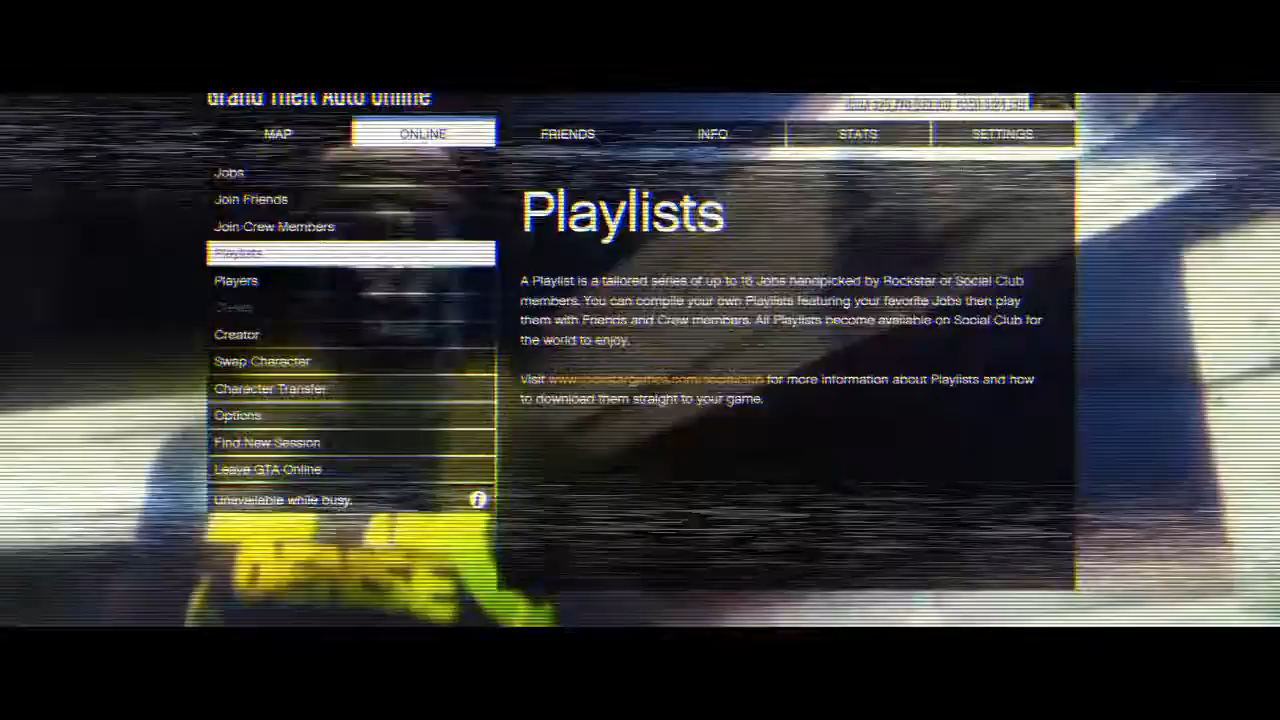 Grand Theft Auto Online
MAP
ONLINE
FRIENDS
INFO
STATS
SETTINGS
Jobs
Join Friends
Join Crew Members
Playlists
Players
Creator
Swap Character
Character Transfer
Options
Find New Session
Leave GTA Online
Unavailable while busy.
Playlists
A Playlist is a tailored series of up to 16 Jobs handpicked by Rockstar or Social Club
members. You can compile your own Playlists featuring your favorite Jobs then play
them with Friends and Crew members. All Playlists become available on Social Club for
the world to enjoy.
Visit www.rockstargames.com/socialclub for more information about Playlists and how
to download them straight to your game.